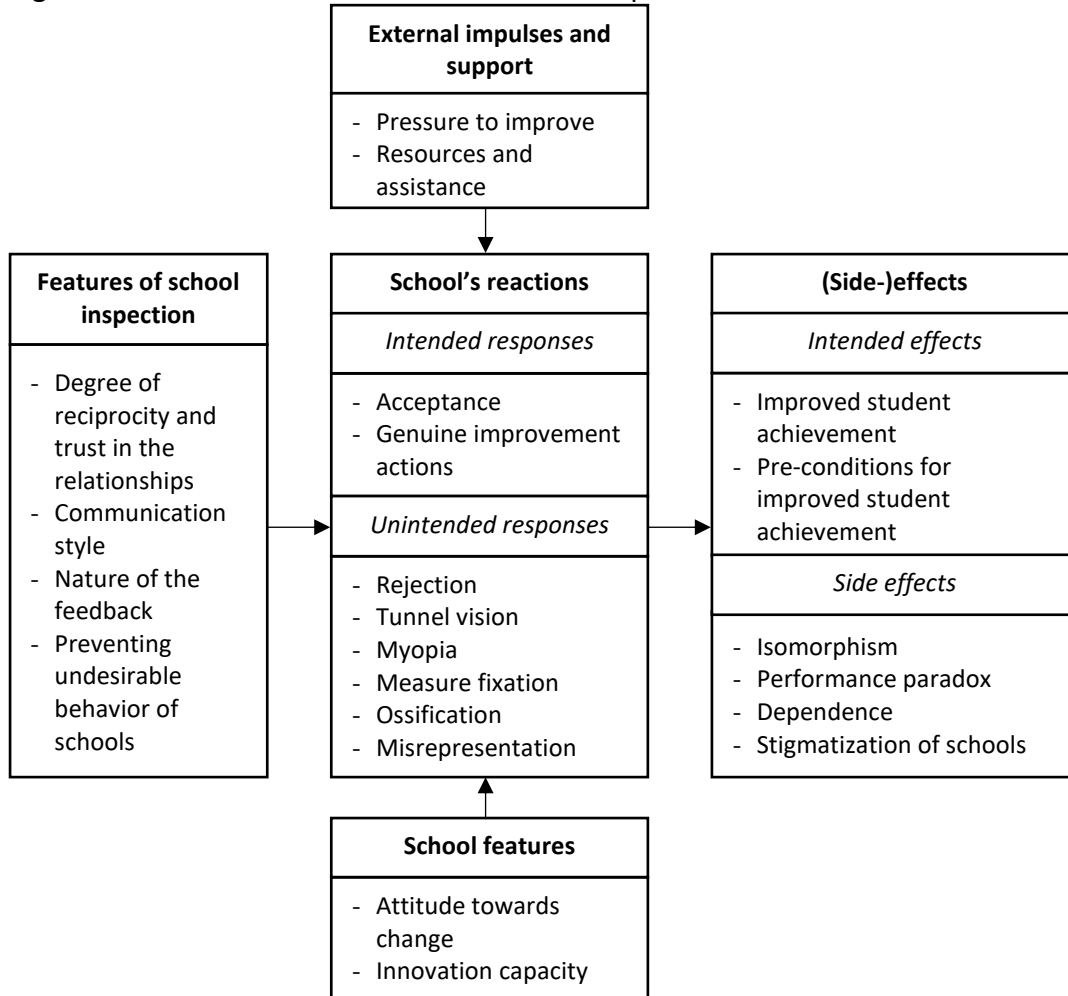 External impulses and
support
- Pressure to improve
- Resources and
assistance
Features of school
inspection
- Degree of
reciprocity and
trust in the
relationships
- Communication
style
- Nature of the
feedback
- Preventing
undesirable
behavior of
schools
School’s reactions
Intended responses
- Acceptance
- Genuine improvement
actions
Unintended responses
- Rejection
- Tunnel vision
- Myopia
- Measure fixation
- Ossification
- Misrepresentation
(Side-)effects
Intended effects
- Improved student
achievement
- Pre-conditions for
improved student
achievement
Side effects
- Isomorphism
- Performance paradox
- Dependence
- Stigmatization of schools
School features
- Attitude towards
change
- Innovation capacity